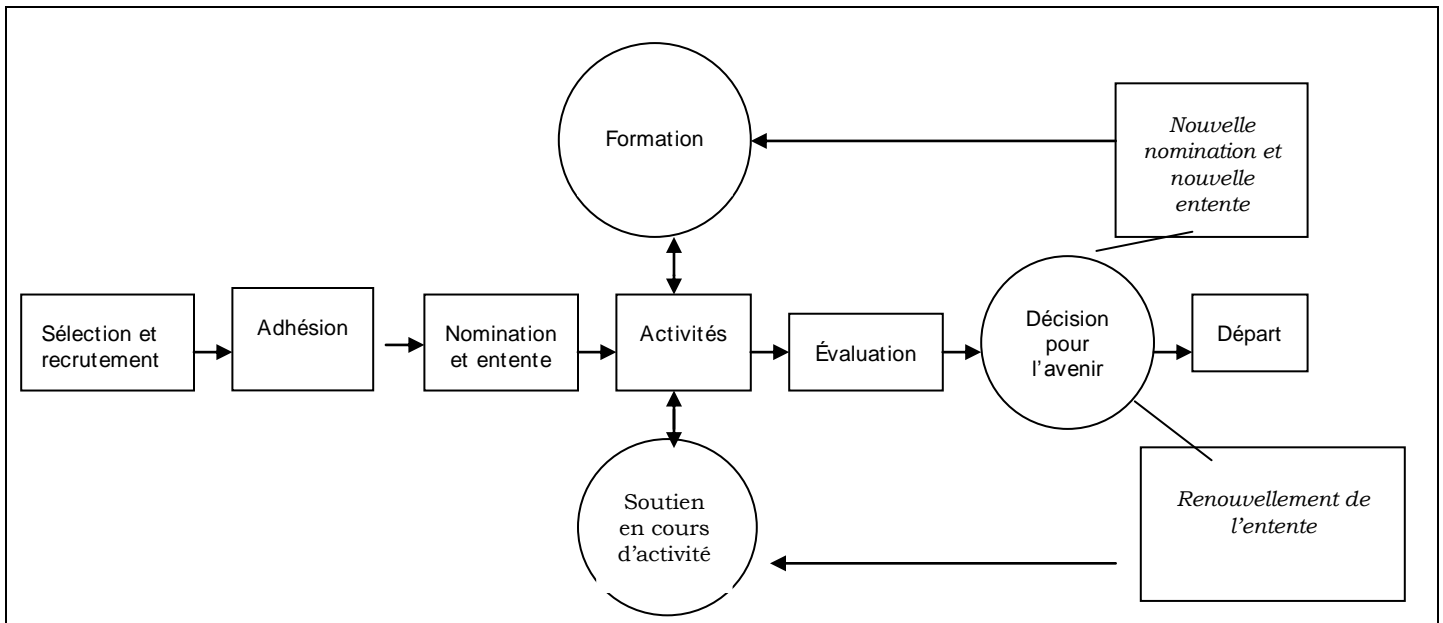 Formation
Nouvelle
nomination et
nouvelle
entente
Sélection et
recrutement
Adhésion
Nomination
et entente
Activités
Évaluation
Décision
pour
l'avenir
Départ
Soutien
en cours
d'activité
Renouvellement de
l'entente